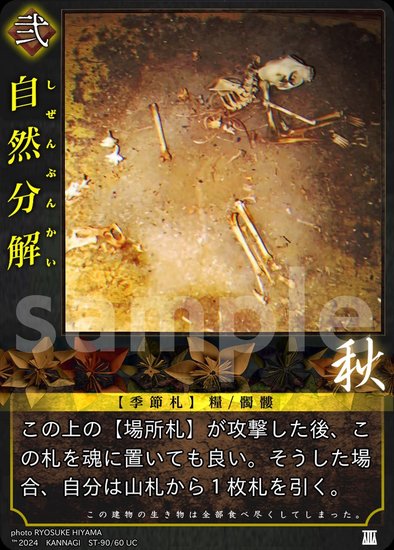 弐
自然分解
しぜんぶんかい
sample
秋
【季節札】糧/髑髏
この上の【場所札】が攻撃した後、こ
の札を魂に置いても良い。そうした場
合、自分は山札から１枚札を引く。
この建物の生き物は全部食べ尽くしてしまった。
photo RYOSUKE HIYAMA
™2024 KANNAGI ST-90/60 UC